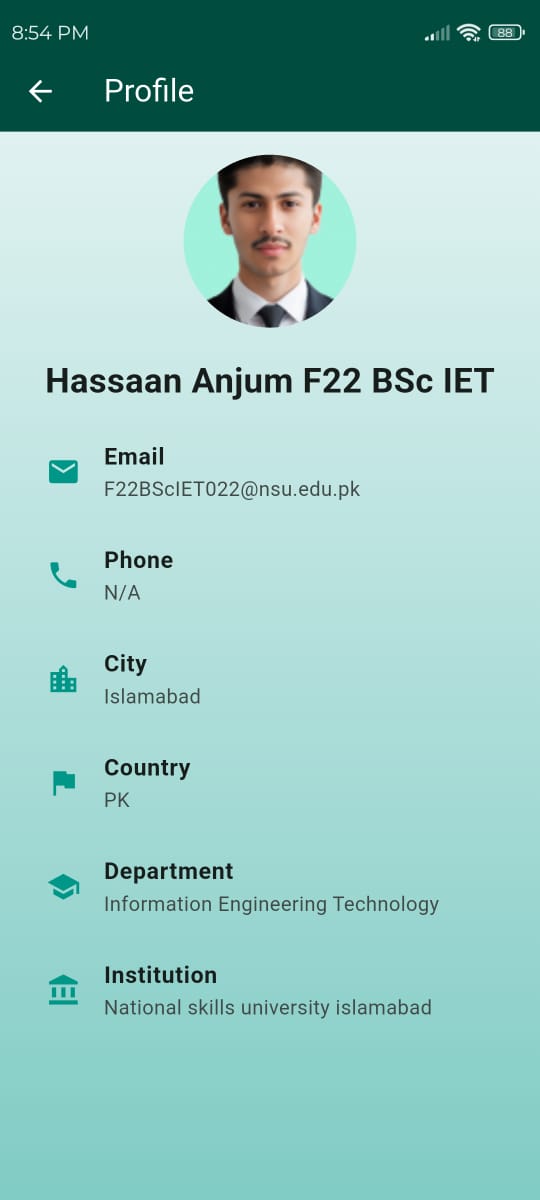 8:54 PM
88
Profile
Hassaan Anjum F22 BSc IET
Email
F22BScIET022@nsu.edu.pk
Phone
N/A
City
Islamabad
Country
PK
Department
Information Engineering Technology
Institution
National skills university islamabad